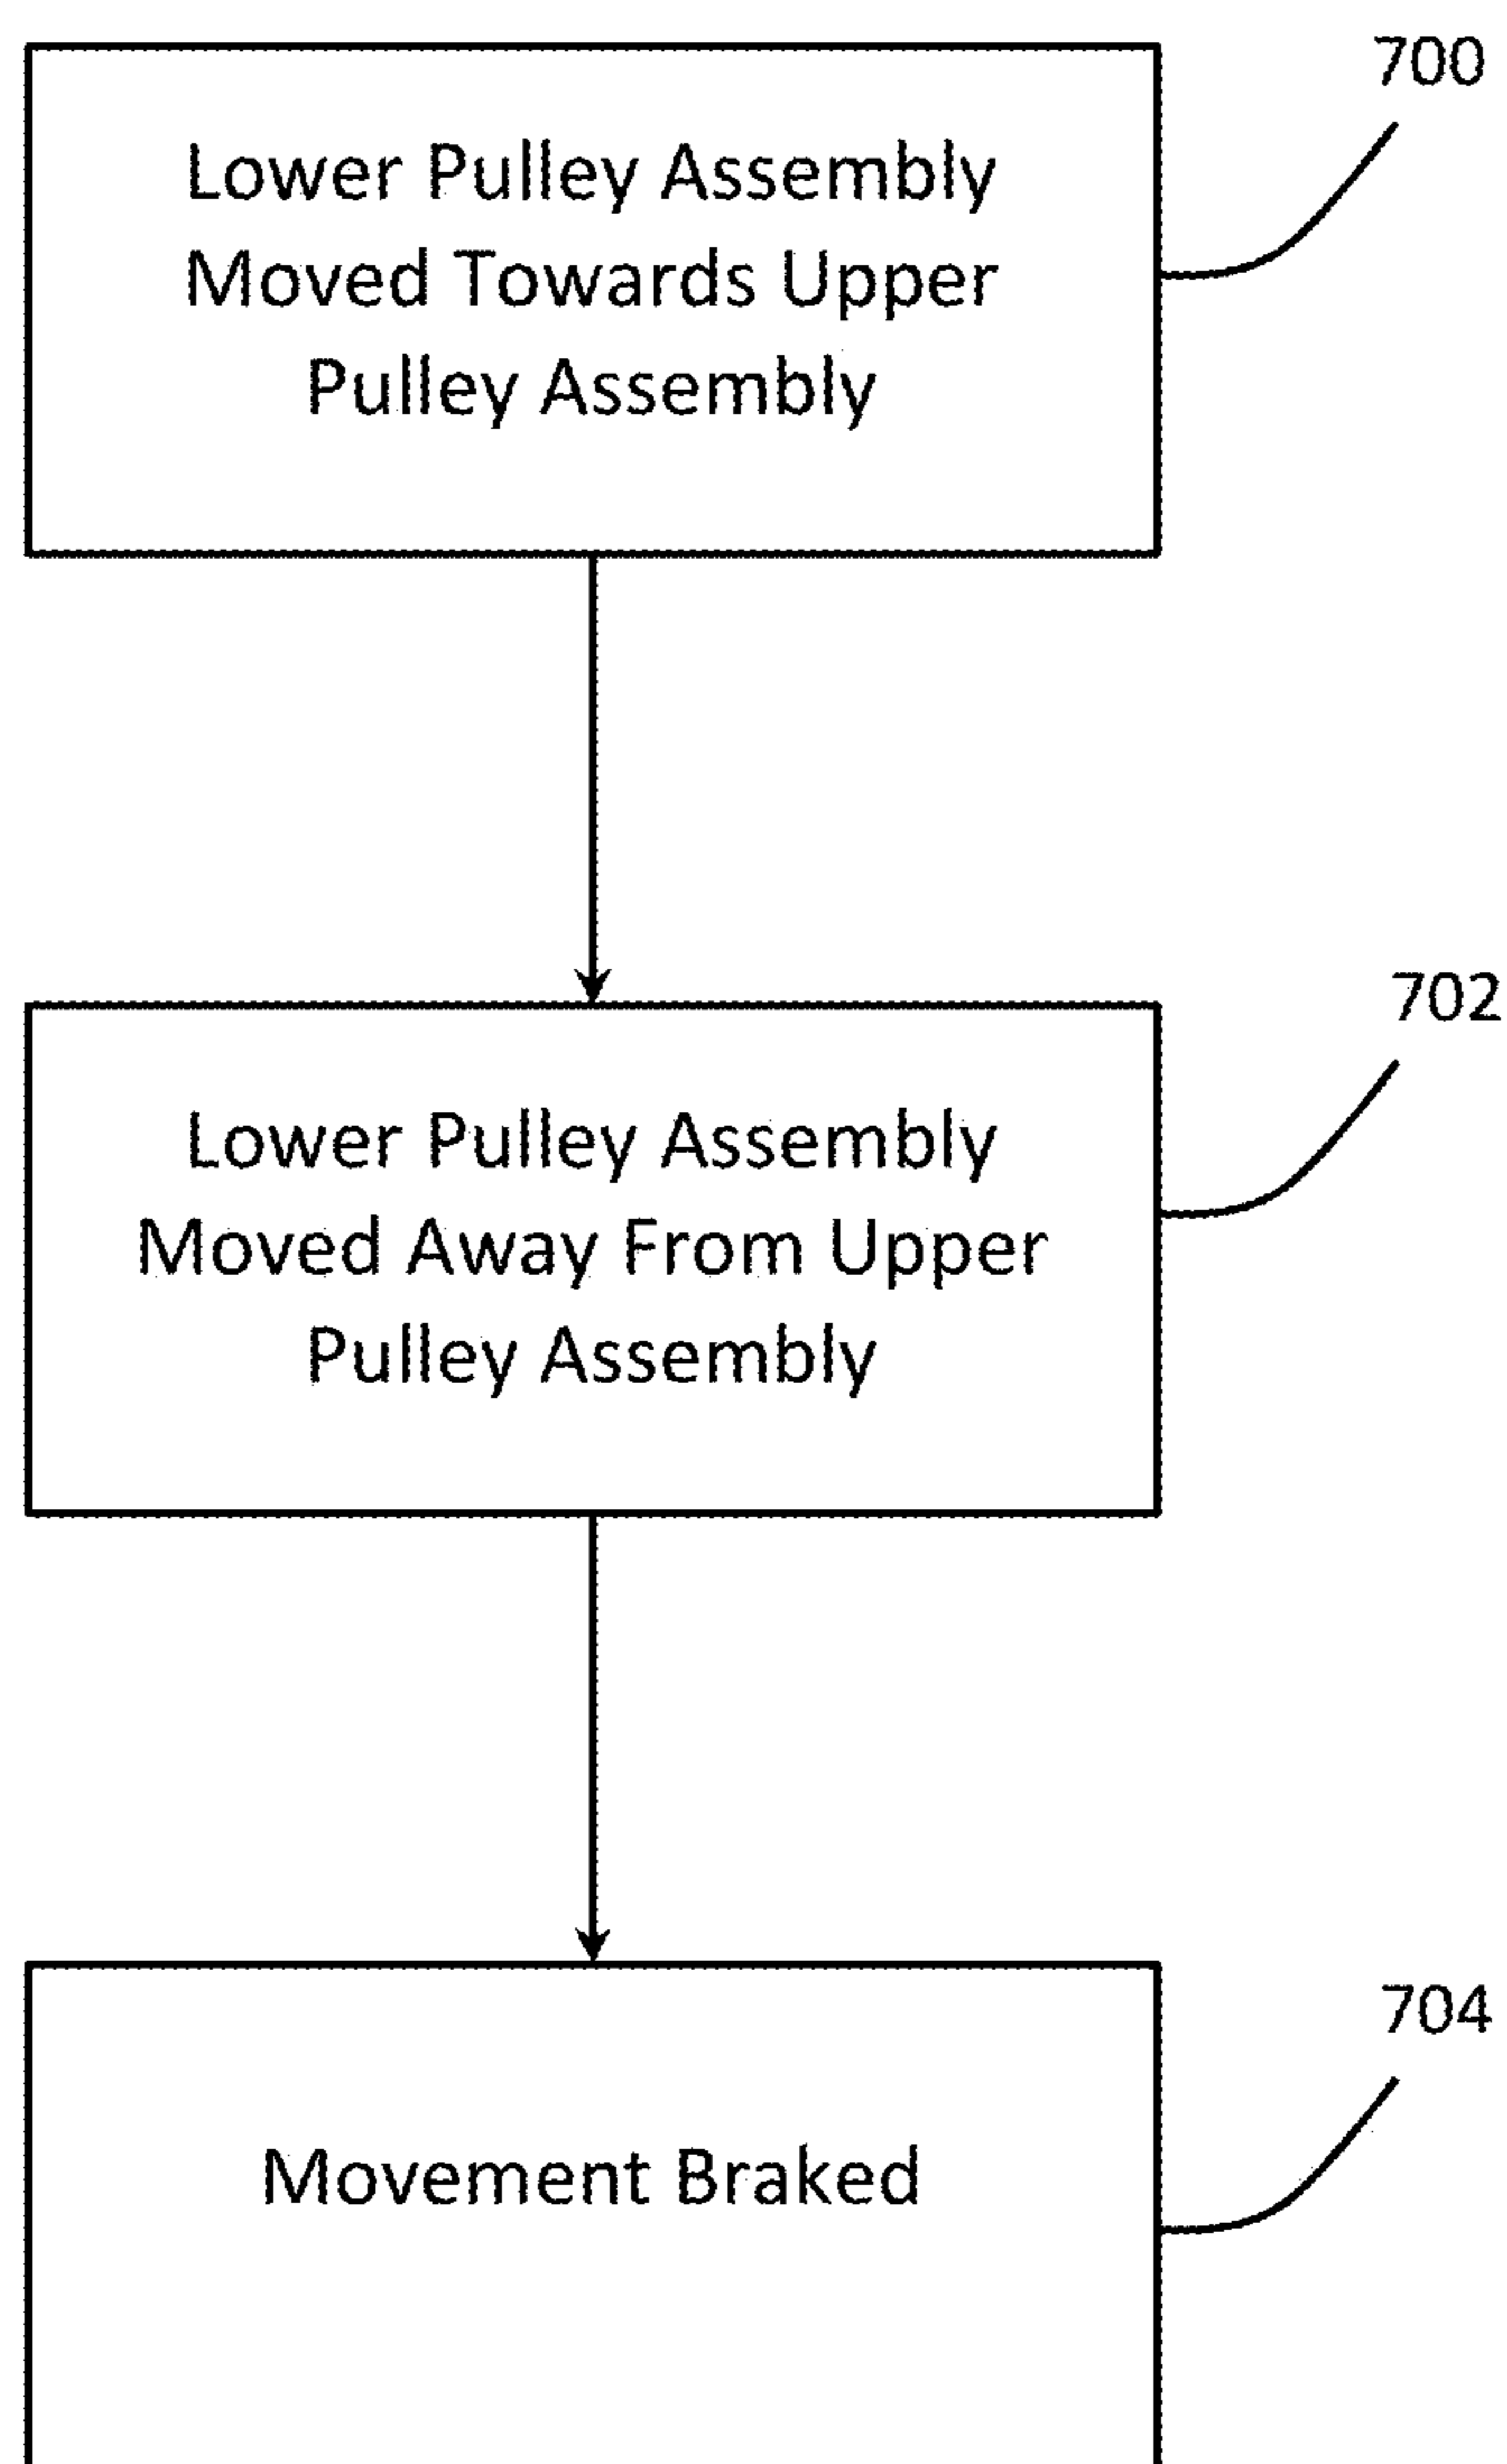 700
Lower Pulley Assembly
Moved Towards Upper
Pulley Assembly
702
Lower Pulley Assembly
Moved Away From Upper
Pulley Assembly
704
Movement Braked